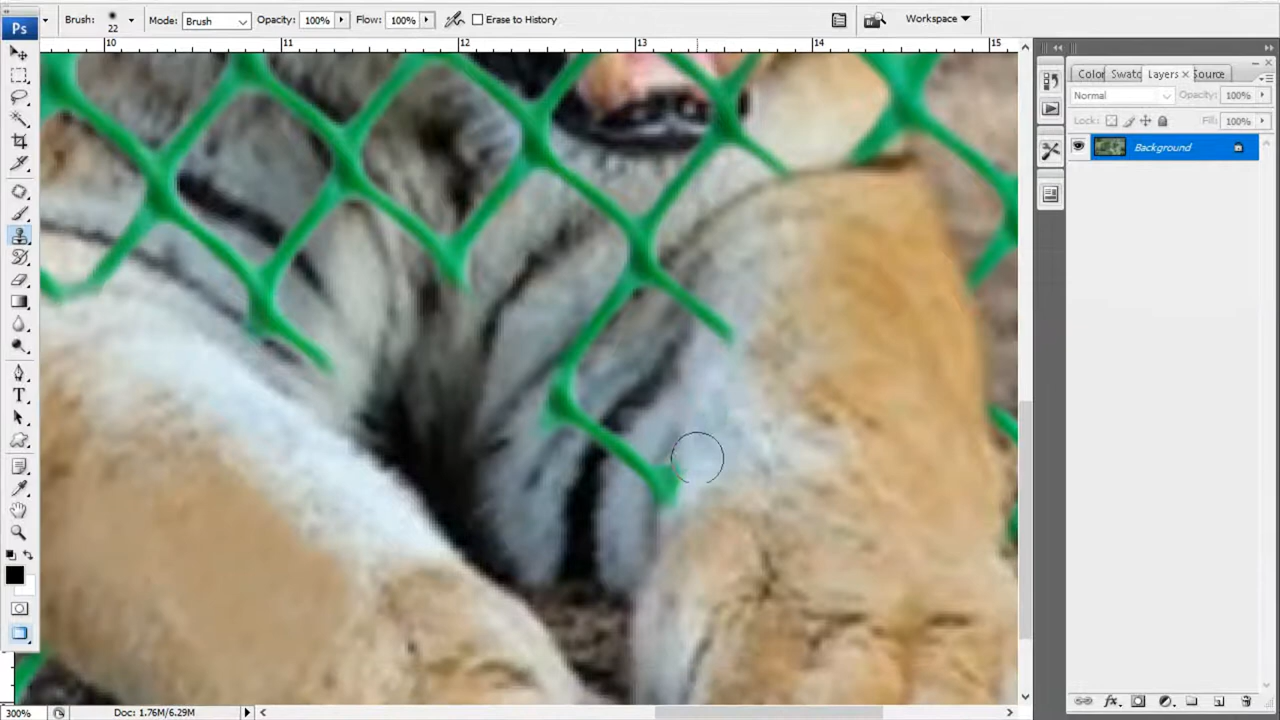 Ps
Brush: 22 Mode: Brush Opacity: 100% Flow: 100% Erase to History Workspace
10 11 12 13 14 15
Color Swatc Layers × Source
Normal Opacity: 100%
Lock: Fill: 100%
Background
T
fx
300% Doc: 1.76M/6.29M